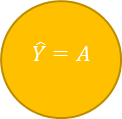 Ŷ = A